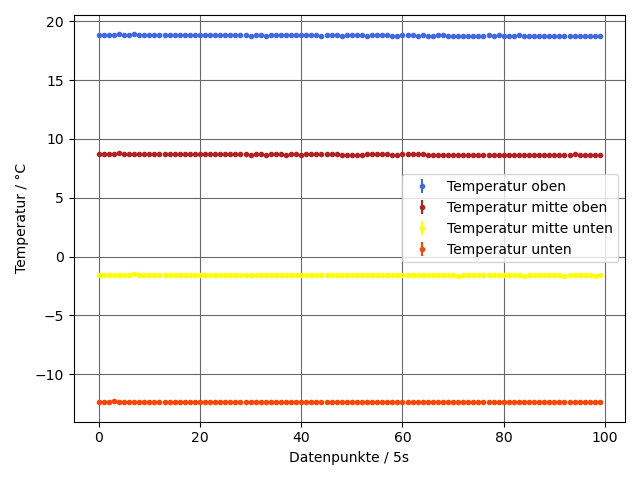 20
15
10
5
0
−5
−10
Temperatur / °C
Temperatur oben
Temperatur mitte oben
Temperatur mitte unten
Temperatur unten
0
20
40
60
80
100
Datenpunkte / 5s